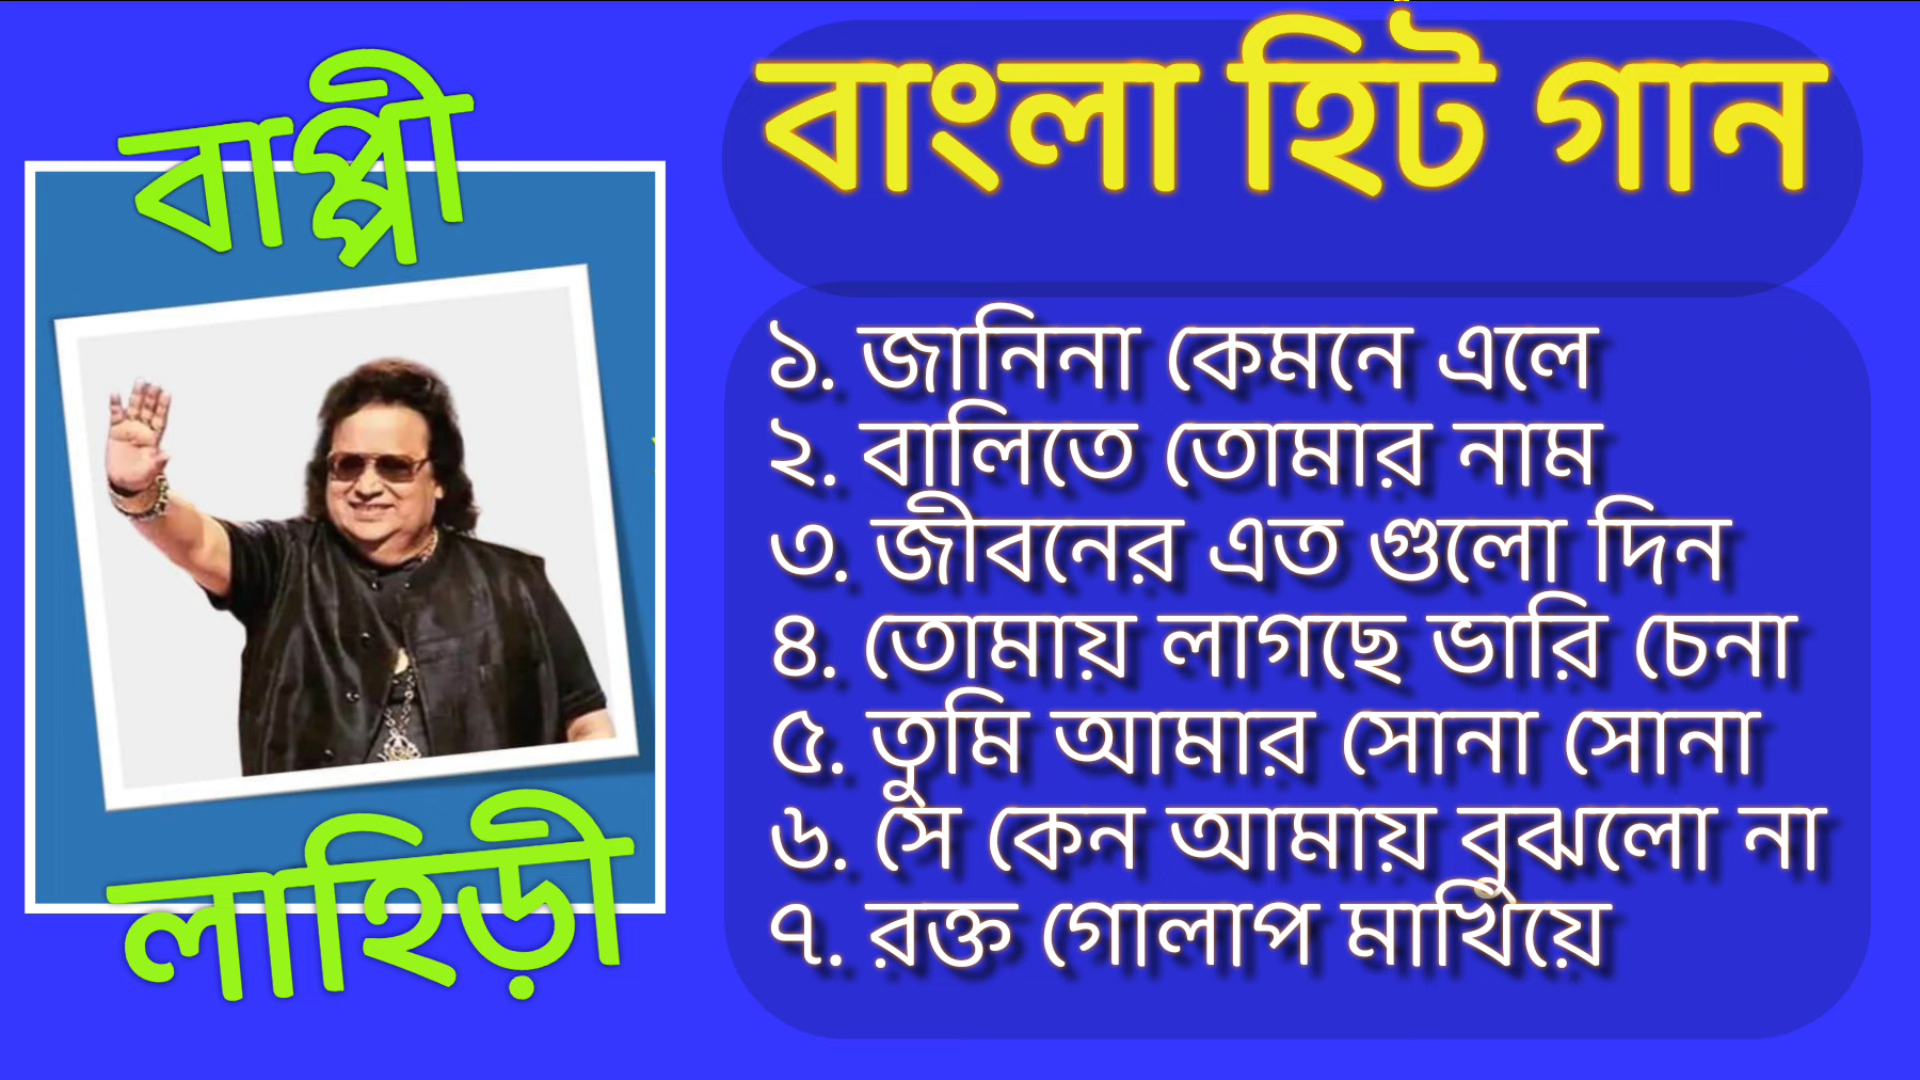 বাপ্পী
লাহিড়ী
বাংলা হিট গান
১. জানিনা কেমনে এলে
২. বালিতে তোমার নাম
৩. জীবনের এত গুলো দিন
৪. তোমায় লাগছে ভারি চেনা
৫. তুমি আমার সোনা সোনা
৬. সে কেন আমায় বুঝলো না
৭. রক্ত গোলাপ মাখিয়ে